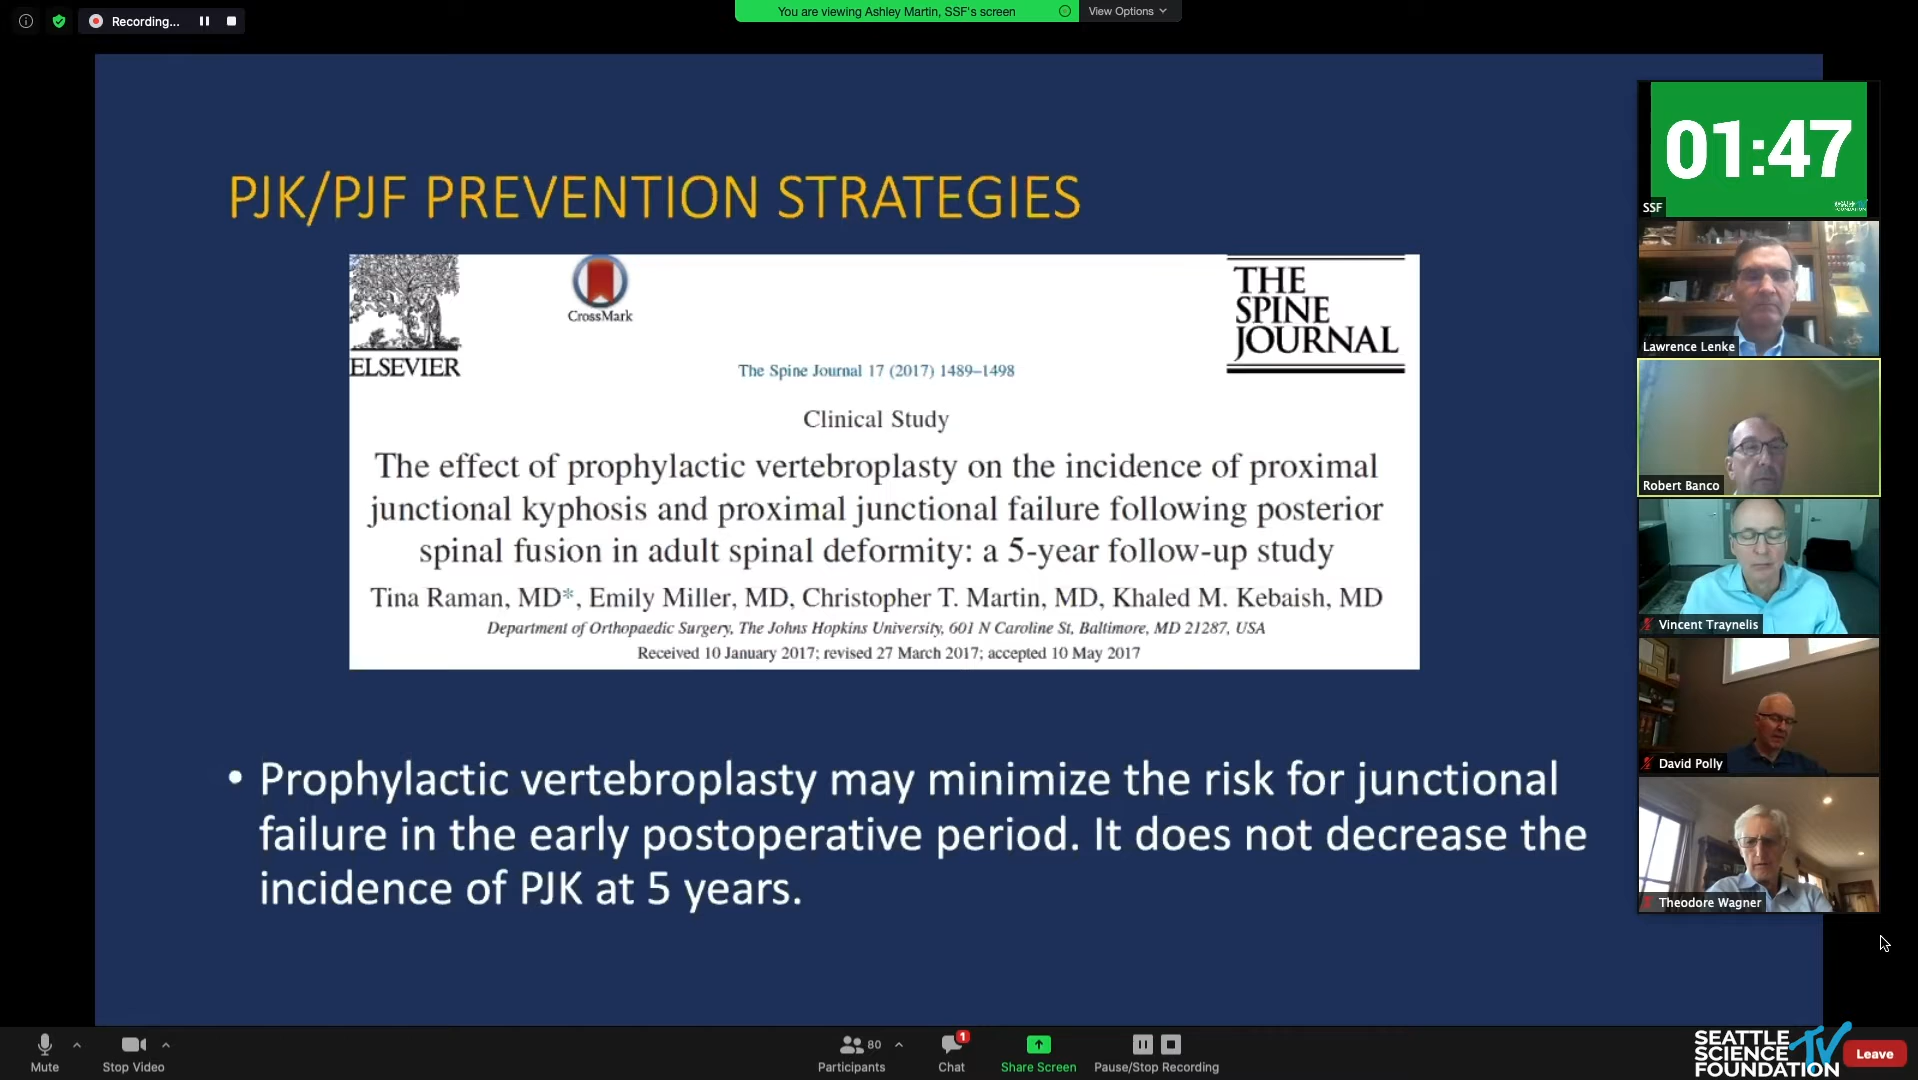 Recording...
You are viewing Ashley Martin, SSF's screen
View Options
PJK/PJF PREVENTION STRATEGIES
ELSEVIER
CrossMark
THE
SPINE
JOURNAL
The Spine Journal 17 (2017) 1489–1498
Clinical Study
The effect of prophylactic vertebroplasty on the incidence of proximal
junctional kyphosis and proximal junctional failure following posterior
spinal fusion in adult spinal deformity: a 5-year follow-up study
Tina Raman, MD*, Emily Miller, MD, Christopher T. Martin, MD, Khaled M. Kebaish, MD
Department of Orthopaedic Surgery, The Johns Hopkins University, 601 N Caroline St, Baltimore, MD 21287, USA
Received 10 January 2017; revised 27 March 2017; accepted 10 May 2017
• Prophylactic vertebroplasty may minimize the risk for junctional
failure in the early postoperative period. It does not decrease the
incidence of PJK at 5 years.
01:47
SSF
Lawrence Lenke
Robert Banco
Vincent Traynelis
David Polly
Theodore Wagner
Mute
Stop Video
Participants
80
Chat
1
Share Screen
Pause/Stop Recording
SEATTLE
SCIENCE
FOUNDATION
TV
Leave